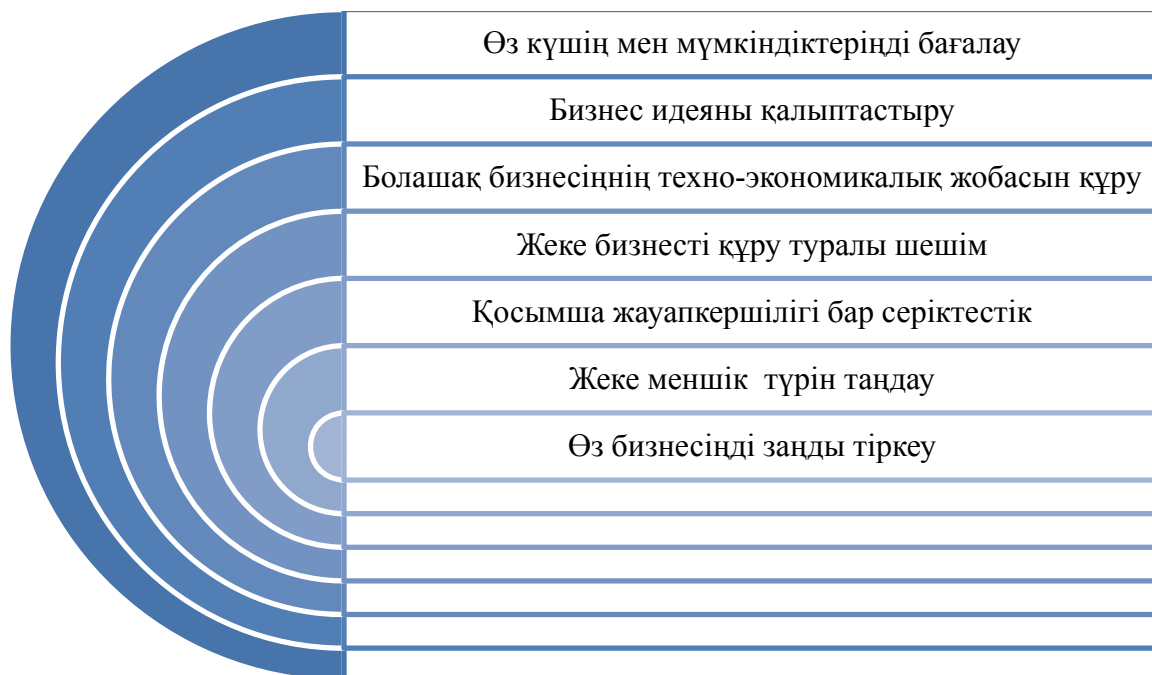 Өз күшің мен мүмкіндіктеріңді бағалау
Бизнес идеяны қалыптастыру
Болашақ бизнесіңнің техно-экономикалық жобасын құру
Жеке бизнесті құру туралы шешім
Қосымша жауапкершілігі бар серіктестік
Жеке меншік  түрін таңдау
Өз бизнесіңді заңды тіркеу